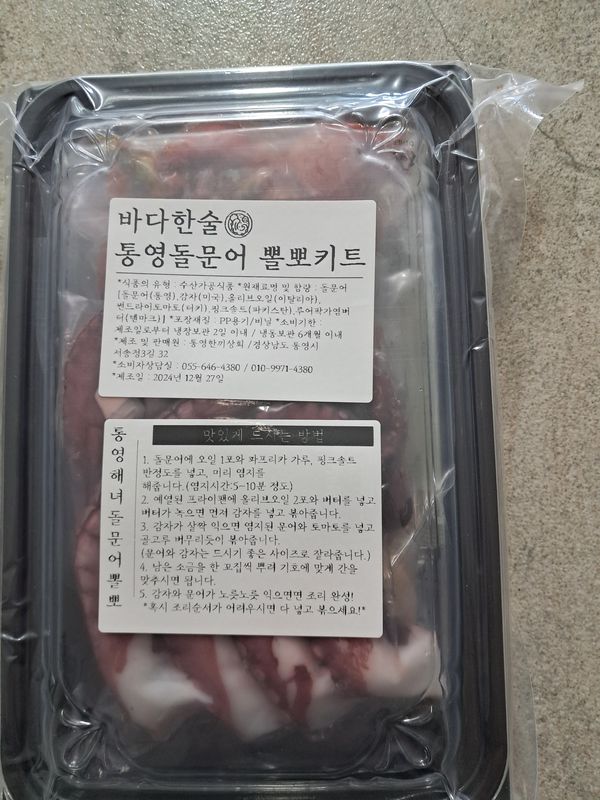 바다한술
통영돌문어 뽈뽀키트
*식품의 유형 : 수산가공식품 *원재료명 및 함량 : 돌문어
[돌문어(통영),감자(미국),올리브오일(이탈리아),
썬드라이토마토(터키),핑크솔트(파키스탄),루어작가염버
터(덴마크)] *포장재질 : PP용기/비닐 *소비기한 :
제조일로부터 냉장보관 2일 이내 / 냉동보관 6개월 이내
*제조 및 판매원 : 통영한끼상회 /경상남도 통영시
서송정3길 32
*소비자상담실 : 055-646-4380 / 010-9971-4380
*제조일 : 2024년 12월 27일
통영해녀돌문어뽈뽀
맛있게 드시는 방법
1. 돌문어에 오일 1포와 파프리카 가루, 핑크솔트
반정도를 넣고, 미리 염지를
해줍니다.(염지시간:5-10분 정도)
2. 예열된 프라이팬에 올리브오일 2포와 버터를 넣고
버터가 녹으면 먼저 감자를 넣고 볶아줍니다.
3. 감자가 살짝 익으면 염지된 문어와 토마토를 넣고
골고루 버무리듯이 볶아줍니다.
(문어와 감자는 드시기 좋은 사이즈로 잘라줍니다.)
4. 남은 소금을 한 꼬집씩 뿌려 기호에 맞게 간을
맞추시면 됩니다.
5. 감자와 문어가 노릇노릇 익으면면 조리 완성!
*혹시 조리순서가 어려우시면 다 넣고 볶으세요!*